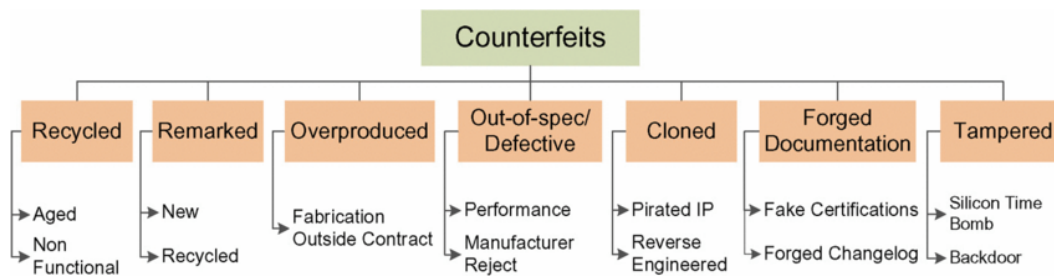 Counterfeits
Recycled
Remarked
Overproduced
Out-of-spec/
Defective
Cloned
Forged
Documentation
Tampered
Aged
Non
Functional
New
Recycled
Fabrication
Outside Contract
Performance
Manufacturer
Reject
Pirated IP
Reverse
Engineered
Fake Certifications
Forged Changelog
Silicon Time
Bomb
Backdoor